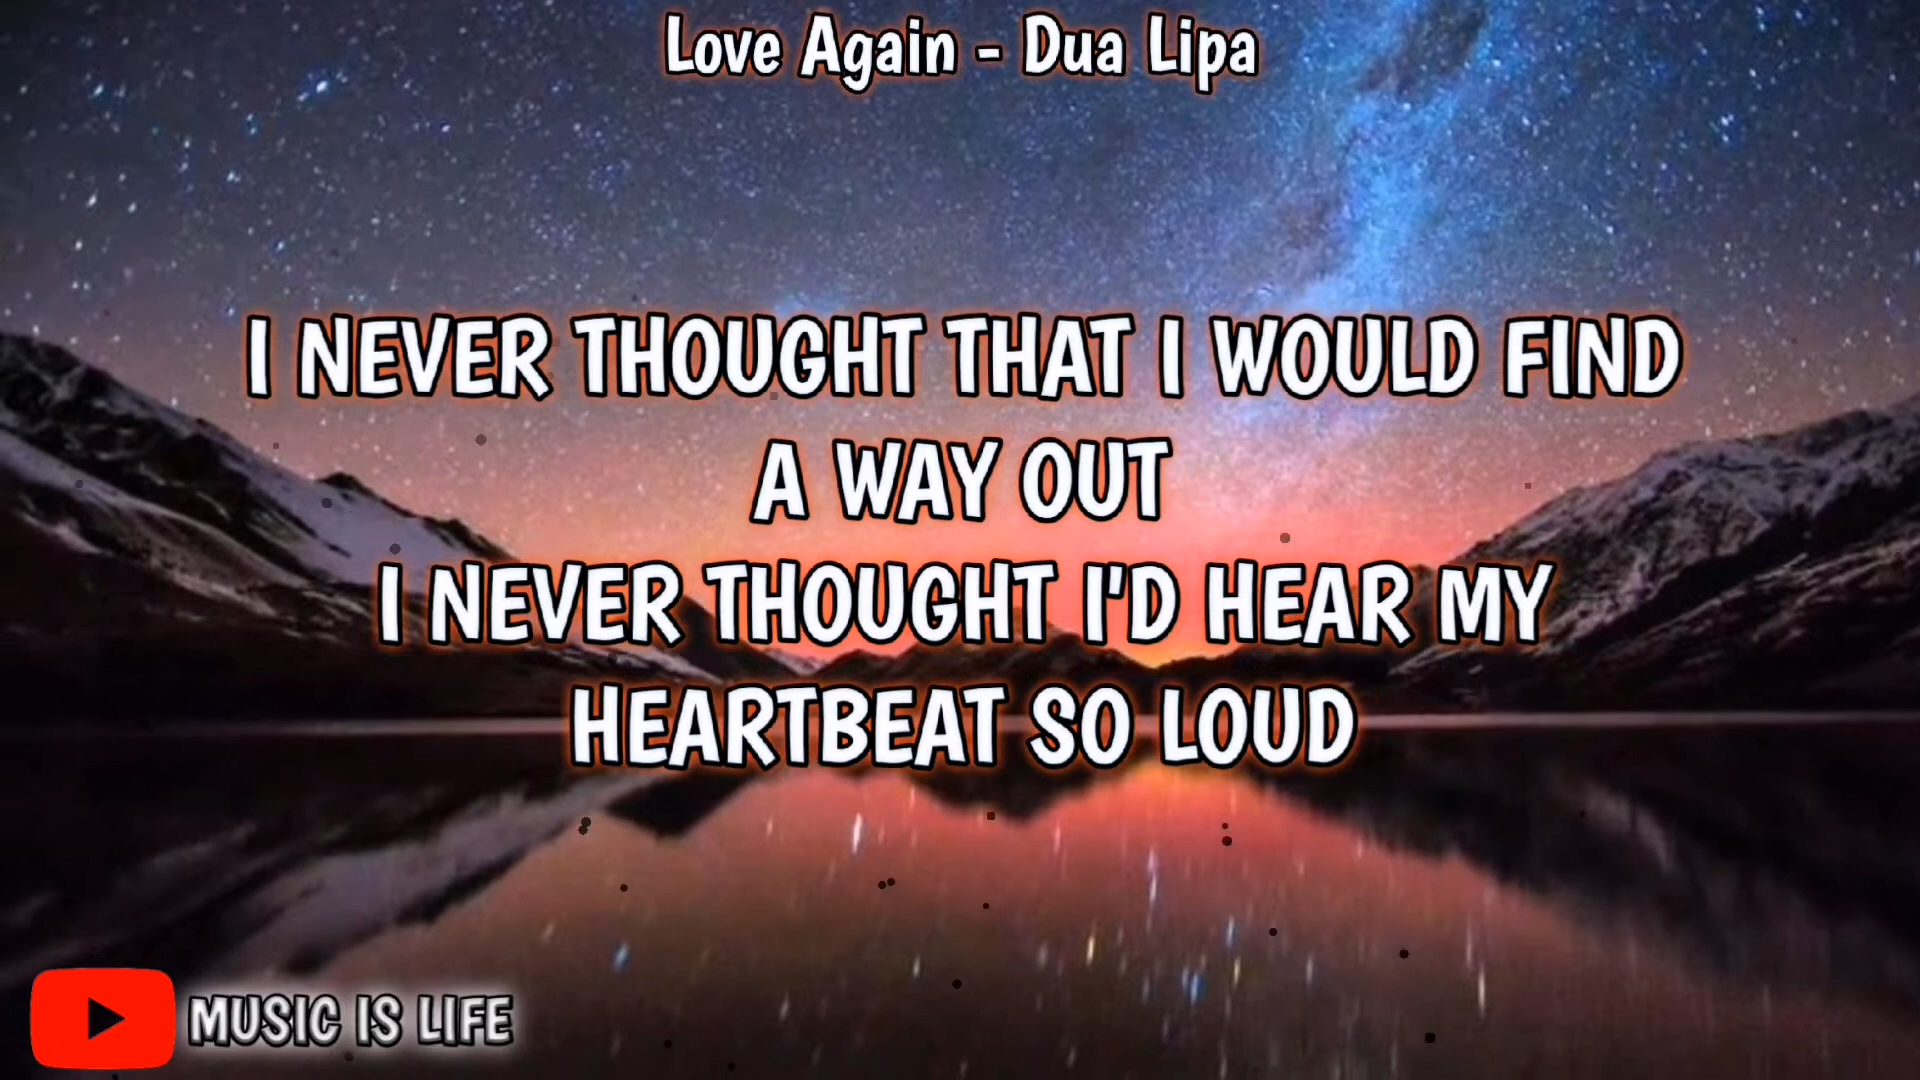 Love Again - Dua Lipa
I NEVER THOUGHT THAT I WOULD FIND
A WAY OUT
I NEVER THOUGHT I'D HEAR MY
HEARTBEAT SO LOUD
MUSIC IS LIFE